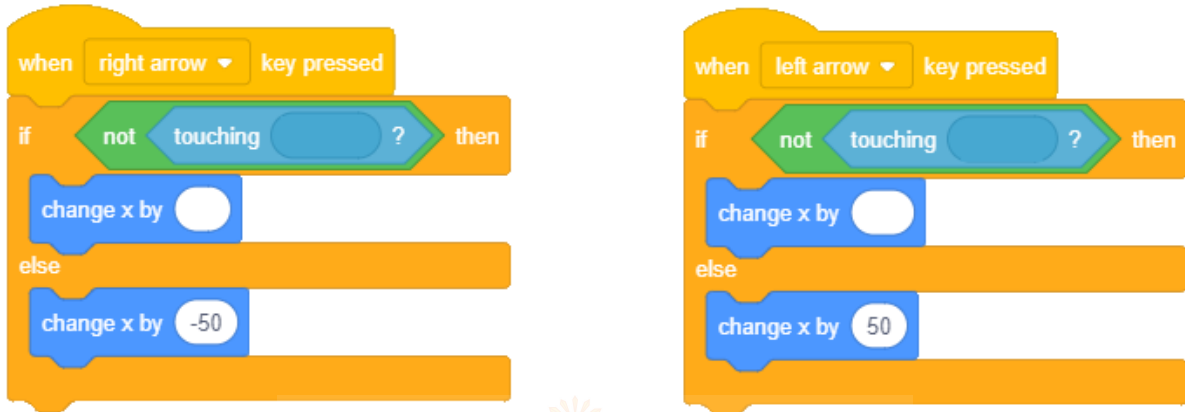 when right arrow key pressed
if not touching ? then
change x by
else
change x by -50
when left arrow key pressed
if not touching ? then
change x by
else
change x by 50